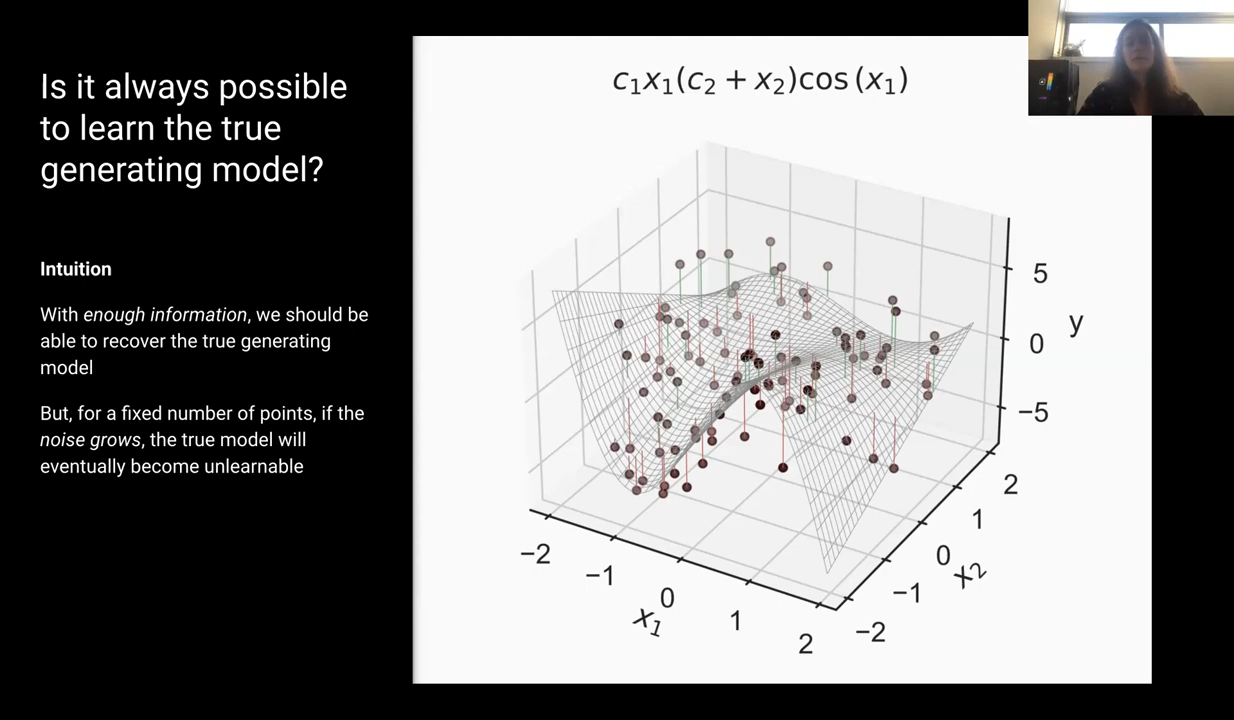 Is it always possible
to learn the true
generating model?
Intuition
With enough information, we should be
able to recover the true generating
model
But, for a fixed number of points, if the
noise grows, the true model will
eventually become unlearnable
c₁x₁(c₂ + x₂)cos (x₁)
5
0
−5
y
2
1
0
−1
−2
x₂
−2
−1
0
1
2
x₁